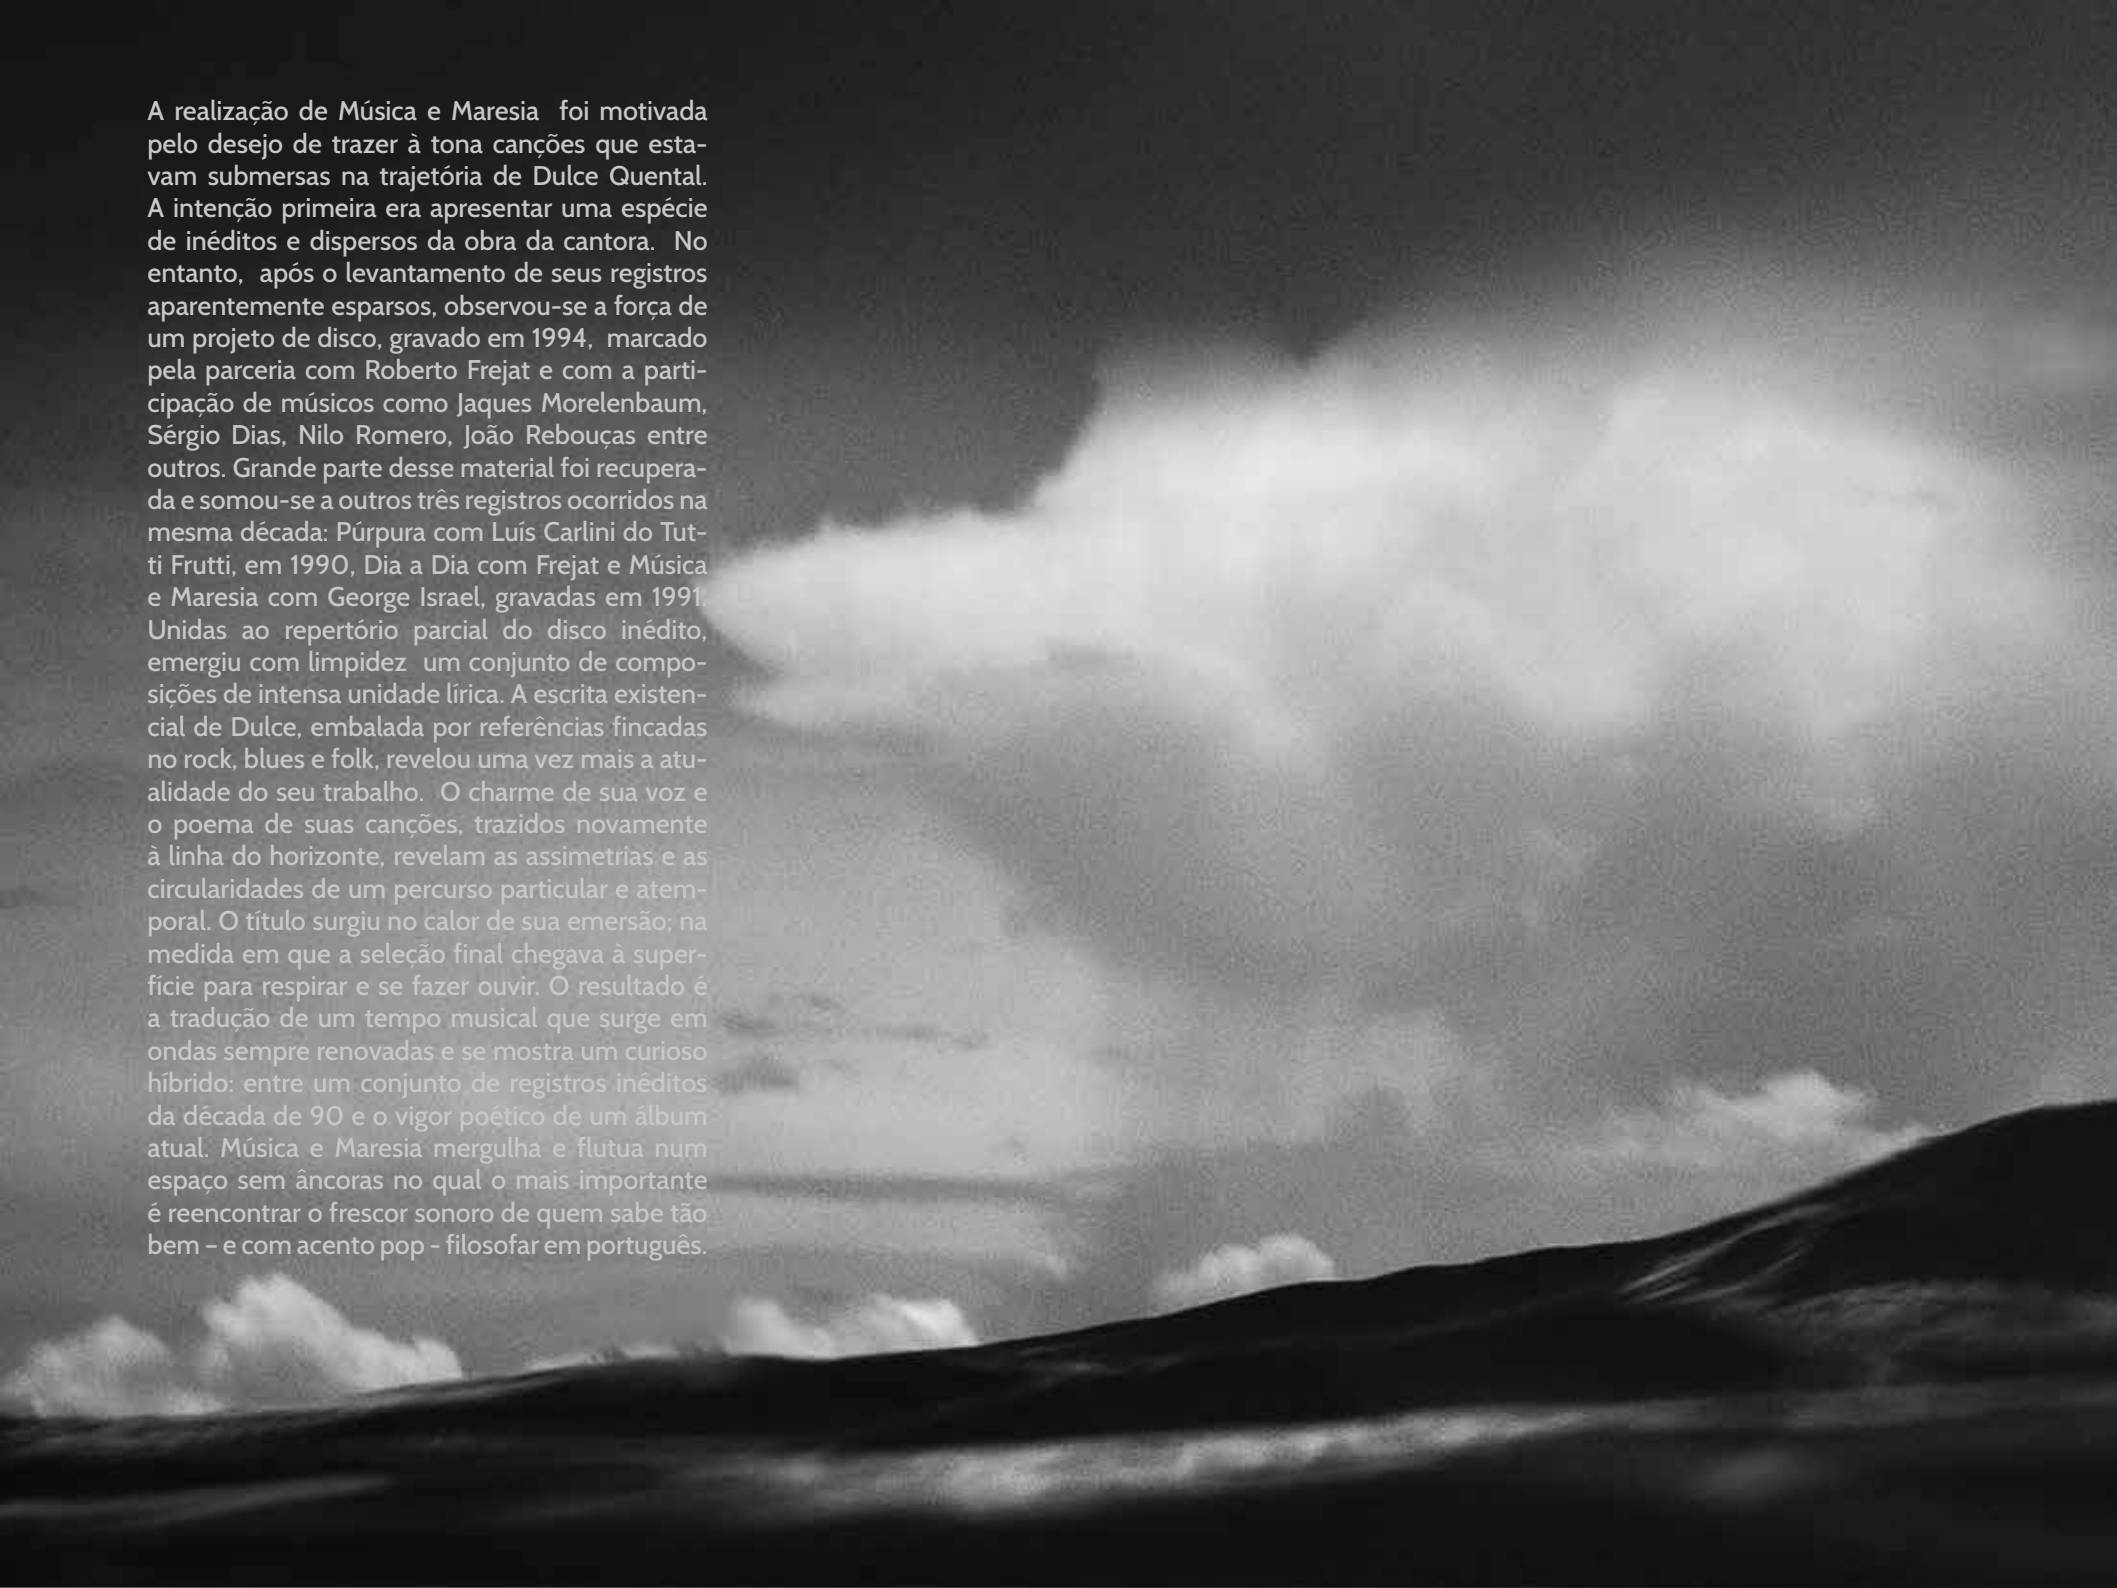 A realização de Música e Maresia  foi motivada
pelo desejo de trazer à tona canções que esta-
vam submersas na trajetória de Dulce Quental.
A intenção primeira era apresentar uma espécie
de inéditos e dispersos da obra da cantora.  No
entanto,  após o levantamento de seus registros
aparentemente esparsos, observou-se a força de
um projeto de disco, gravado em 1994,  marcado
pela parceria com Roberto Frejat e com a parti-
cipação de músicos como Jaques Morelenbaum,
Sérgio Dias, Nilo Romero, João Rebouças entre
outros. Grande parte desse material foi recupera-
da e somou-se a outros três registros ocorridos na
mesma década: Púrpura com Luís Carlini do Tut-
ti Frutti, em 1990, Dia a Dia com Frejat e Música
e Maresia com George Israel, gravadas em 1991.
Unidas ao repertório parcial do disco inédito,
emergiu com limpidez  um conjunto de compo-
sições de intensa unidade lírica. A escrita existen-
cial de Dulce, embalada por referências fincadas
no rock, blues e folk, revelou uma vez mais a atu-
alidade do seu trabalho.  O charme de sua voz e
o poema de suas canções, trazidos novamente
à linha do horizonte, revelam as assimetrias e as
circularidades de um percurso particular e atem-
poral. O título surgiu no calor de sua emersão; na
medida em que a seleção final chegava à super-
fície para respirar e se fazer ouvir. O resultado é
a tradução de um tempo musical que surge em
ondas sempre renovadas e se mostra um curioso
híbrido: entre um conjunto de registros inéditos
da década de 90 e o vigor poético de um álbum
atual. Música e Maresia mergulha e flutua num
espaço sem âncoras no qual o mais importante
é reencontrar o frescor sonoro de quem sabe tão
bem – e com acento pop - filosofar em português.